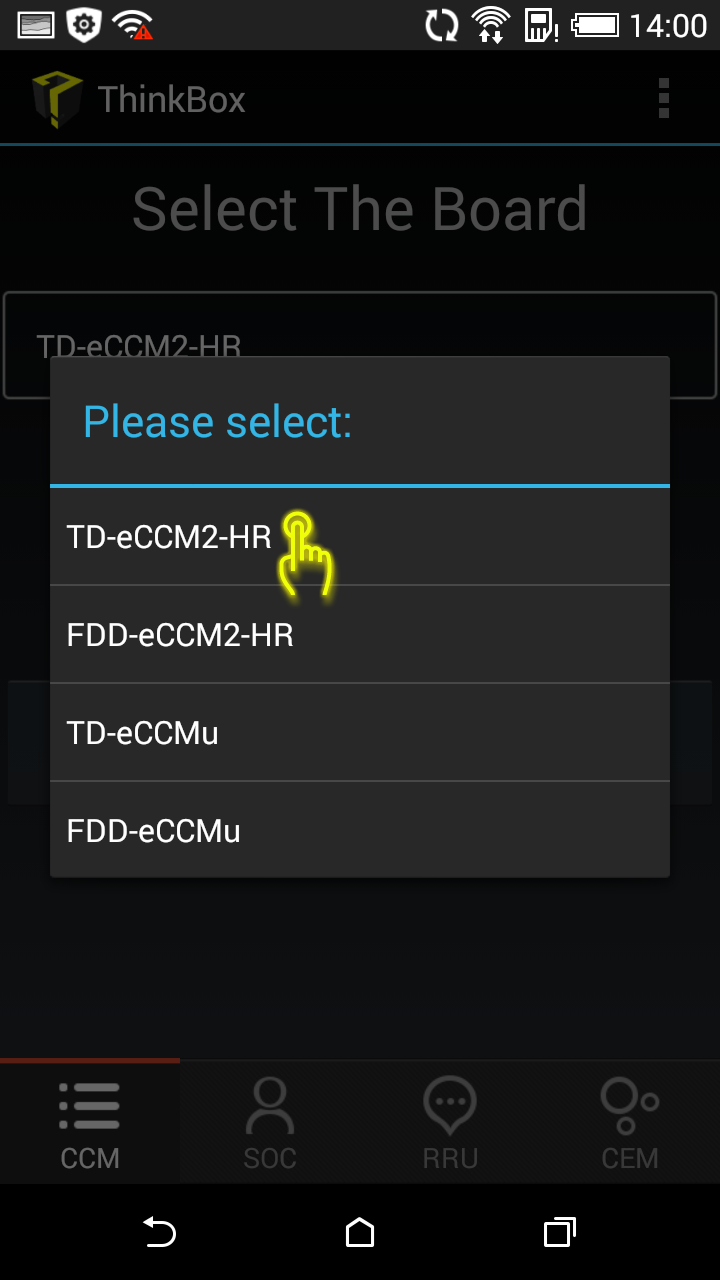 14:00
ThinkBox
Select The Board
TD-eCCM2-HR
Please select:
TD-eCCM2-HR
FDD-eCCM2-HR
TD-eCCMu
FDD-eCCMu
CCM SOC RRU CEM